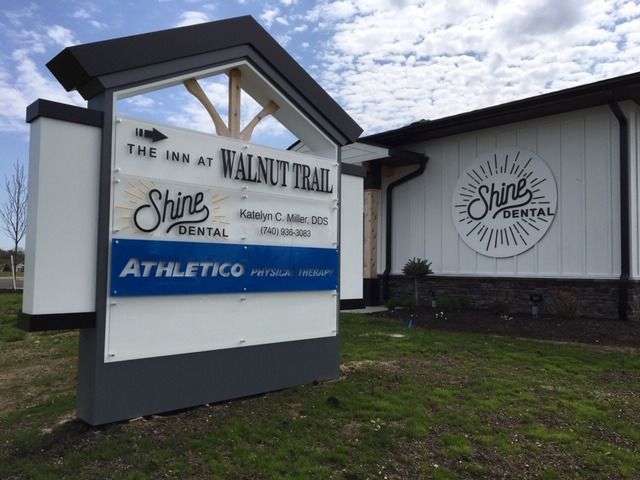 THE INN AT WALNUT TRAIL
Shine
DENTAL
Katelyn C. Miller, DDS
(740) 936-3083
ATHLETICO PHYSICAL THERAPY
Shine
DENTAL